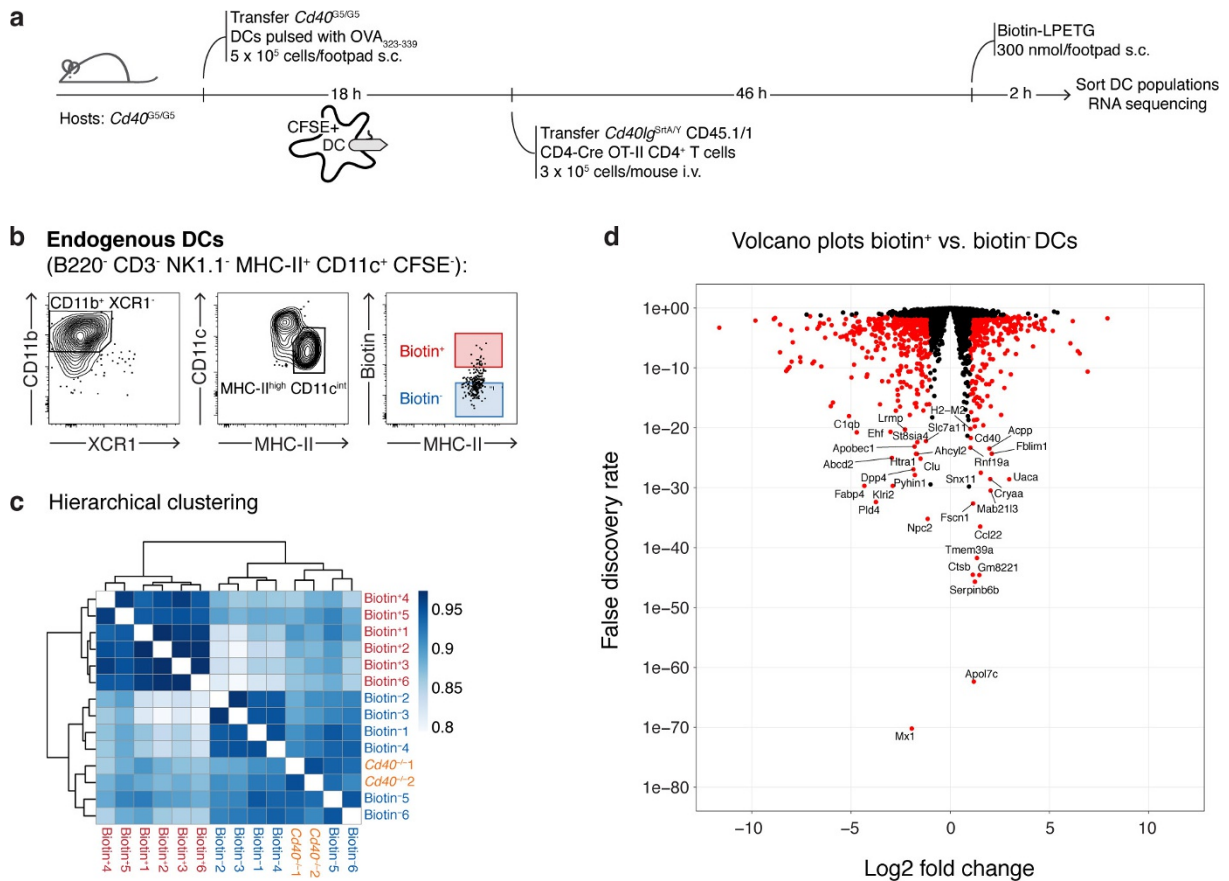 a
Transfer Cd40G5/G5
DCs pulsed with OVA323-339
5 x 10⁵ cells/footpad s.c.
Biotin-LPETG
300 nmol/footpad s.c.
18 h
46 h
2 h
Sort DC populations
RNA sequencing
Hosts: Cd40G5/G5
CFSE+
DC
Transfer Cd40lgSrtA/Y CD45.1/1
CD4-Cre OT-II CD4⁺ T cells
3 x 10⁵ cells/mouse i.v.
b
Endogenous DCs
(B220⁻ CD3⁻ NK1.1⁻ MHC-II⁺ CD11c⁺ CFSE⁻):
CD11b⁺ XCR1⁻
CD11b
XCR1
CD11c
MHC-IIhigh CD11cint
MHC-II
Biotin
Biotin⁺
Biotin⁻
MHC-II
c
Hierarchical clustering
Biotin⁺4
Biotin⁺5
Biotin⁺1
Biotin⁺2
Biotin⁺3
Biotin⁺6
Biotin⁻2
Biotin⁻3
Biotin⁻1
Biotin⁻4
Cd40⁻/⁻1
Cd40⁻/⁻2
Biotin⁻5
Biotin⁻6
0.95
0.9
0.85
0.8
Biotin⁺4
Biotin⁺5
Biotin⁺1
Biotin⁺2
Biotin⁺3
Biotin⁺6
Biotin⁻2
Biotin⁻3
Biotin⁻1
Biotin⁻4
Cd40⁻/⁻1
Cd40⁻/⁻2
Biotin⁻5
Biotin⁻6
d
Volcano plots biotin⁺ vs. biotin⁻ DCs
False discovery rate
1e+00
1e-10
1e-20
1e-30
1e-40
1e-50
1e-60
1e-70
1e-80
C1qb
Lrmp
H2-M2
Ehf
St8sia4
Slc7a11
Cd40
Acpp
Apobec1
Ahcyl2
Fblim1
Abcd2
Htra1
Clu
Rnf19a
Dpp4
Snx11
Uaca
Fabp4
Klri2
Pyhin1
Cryaa
Pld4
Mab21l3
Npc2
Fscn1
Ccl22
Tmem39a
Ctsb
Gm8221
Serpinb6b
Apol7c
Mx1
−10
−5
0
5
10
Log2 fold change